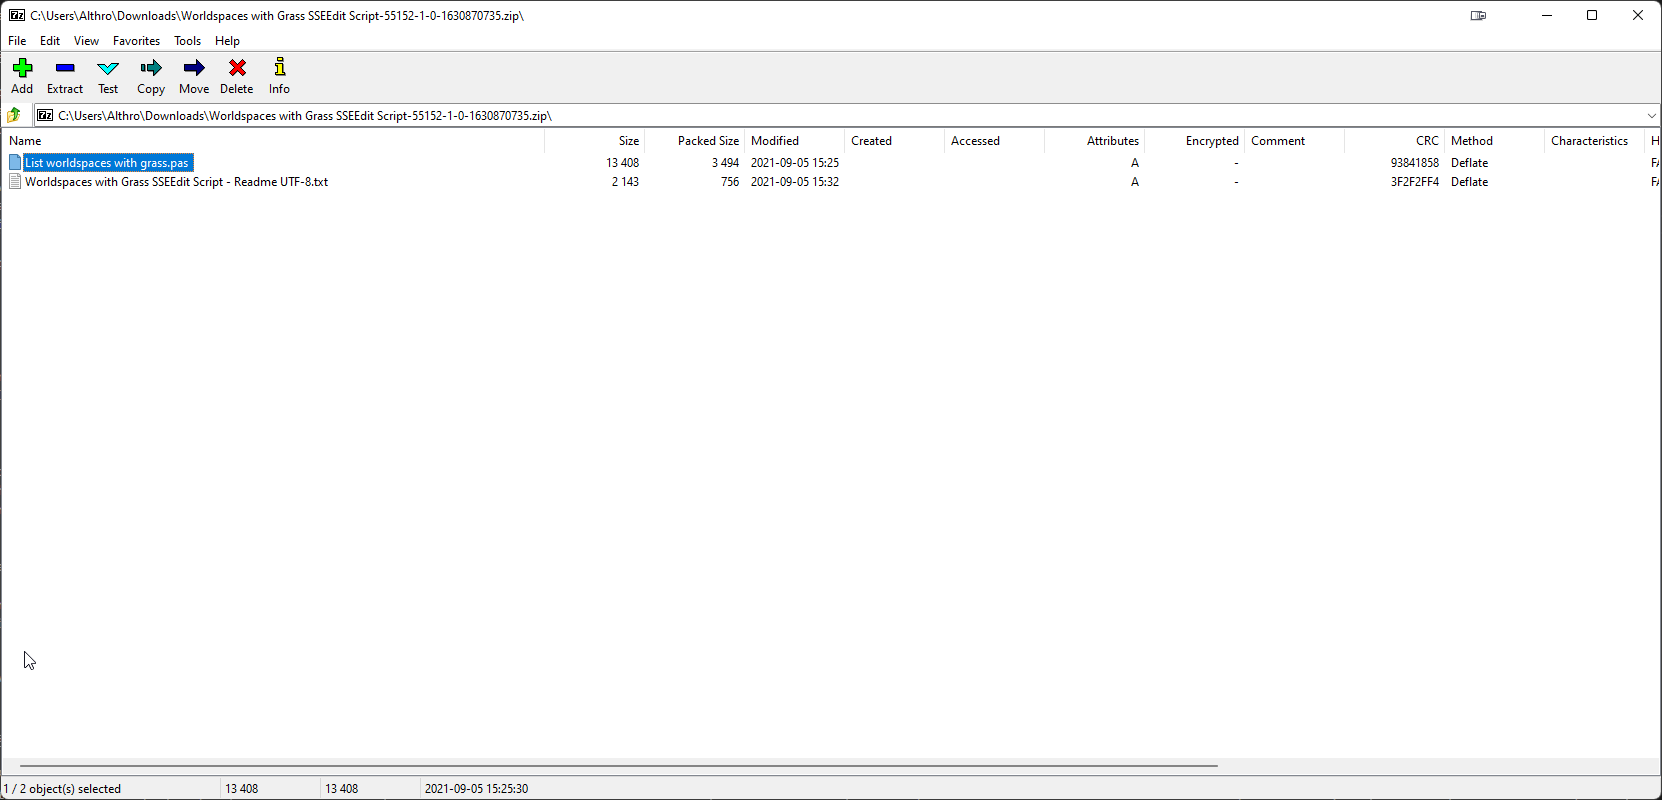 C:\Users\Althro\Downloads\Worldspaces with Grass SSEEdit Script-55152-1-0-1630870735.zip\
File Edit View Favorites Tools Help
Add Extract Test Copy Move Delete Info
C:\Users\Althro\Downloads\Worldspaces with Grass SSEEdit Script-55152-1-0-1630870735.zip\
Name Size Packed Size Modified Created Accessed Attributes Encrypted Comment CRC Method Characteristics H
List worldspaces with grass.pas 13 408 3 494 2021-09-05 15:25 A - 93841858 Deflate
Worldspaces with Grass SSEEdit Script - Readme UTF-8.txt 2 143 756 2021-09-05 15:32 A - 3F2F2FF4 Deflate
1 / 2 object(s) selected 13 408 13 408 2021-09-05 15:25:30